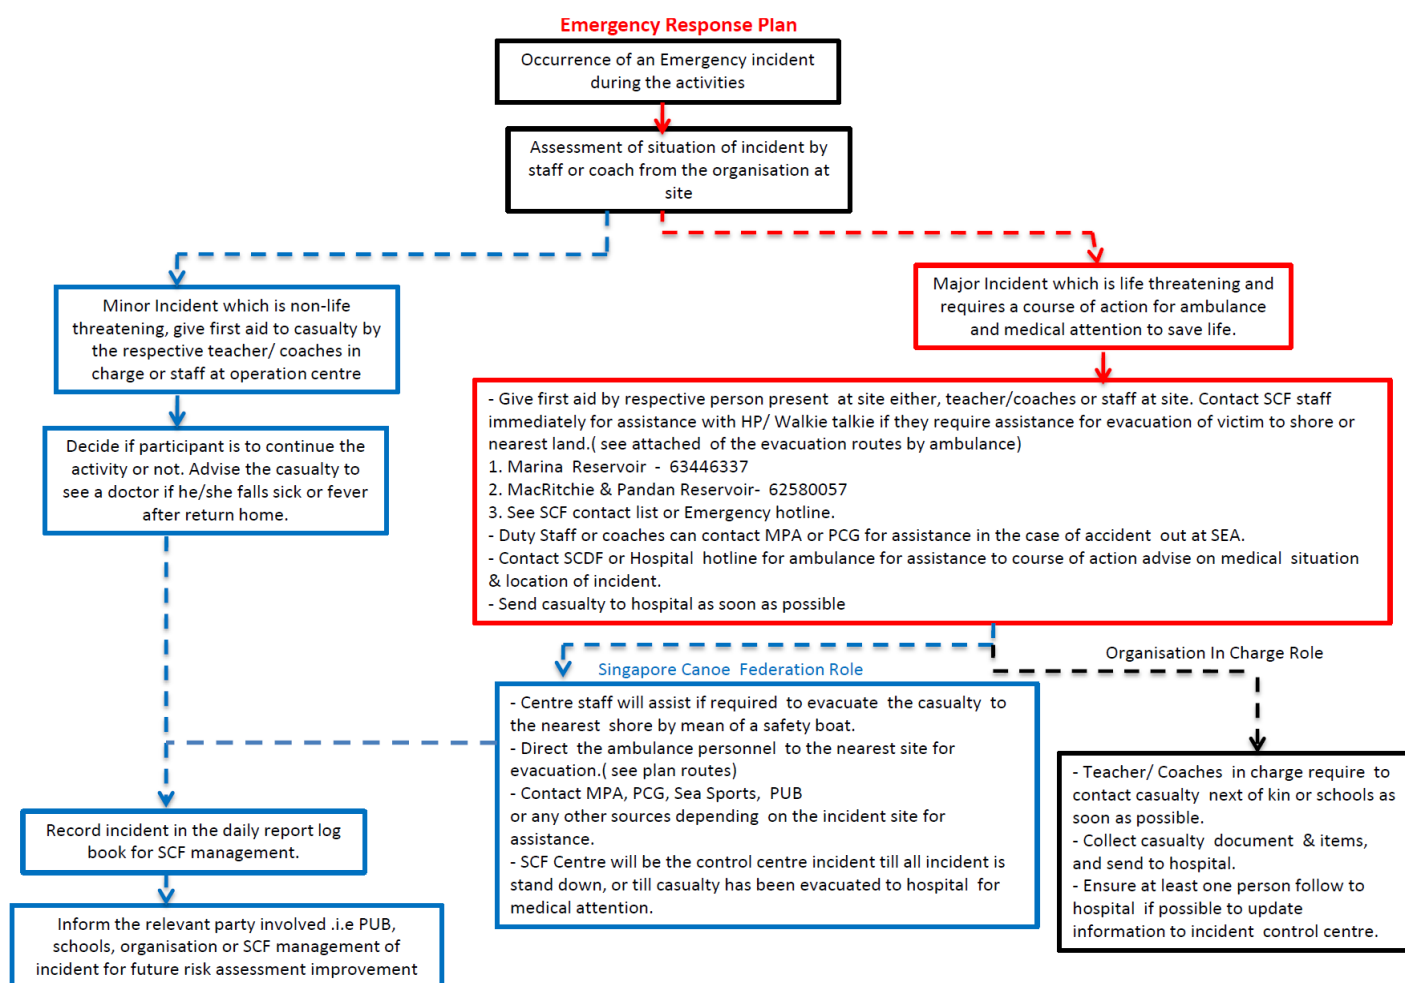 Emergency Response Plan
Occurrence of an Emergency incident
during the activities
Assessment of situation of incident by
staff or coach from the organisation at
site
Minor Incident which is non-life
threatening, give first aid to casualty by
the respective teacher/ coaches in
charge or staff at operation centre
Major Incident which is life threatening and
requires a course of action for ambulance
and medical attention to save life.
Decide if participant is to continue the
activity or not. Advise the casualty to
see a doctor if he/she falls sick or fever
after return home.
- Give first aid by respective person present at site either, teacher/coaches or staff at site. Contact SCF staff
immediately for assistance with HP/ Walkie talkie if they require assistance for evacuation of victim to shore or
nearest land.( see attached of the evacuation routes by ambulance)
1. Marina Reservoir - 63446337
2. MacRitchie & Pandan Reservoir- 62580057
3. See SCF contact list or Emergency hotline.
- Duty Staff or coaches can contact MPA or PCG for assistance in the case of accident out at SEA.
- Contact SCDF or Hospital hotline for ambulance for assistance to course of action advise on medical situation
& location of incident.
- Send casualty to hospital as soon as possible
Singapore Canoe Federation Role
- Centre staff will assist if required to evacuate the casualty to
the nearest shore by mean of a safety boat.
- Direct the ambulance personnel to the nearest site for
evacuation.( see plan routes)
- Contact MPA, PCG, Sea Sports, PUB
or any other sources depending on the incident site for
assistance.
- SCF Centre will be the control centre incident till all incident is
stand down, or till casualty has been evacuated to hospital for
medical attention.
Organisation In Charge Role
- Teacher/ Coaches in charge require to
contact casualty next of kin or schools as
soon as possible.
- Collect casualty document & items,
and send to hospital.
- Ensure at least one person follow to
hospital if possible to update
information to incident control centre.
Record incident in the daily report log
book for SCF management.
Inform the relevant party involved .i.e PUB,
schools, organisation or SCF management of
incident for future risk assessment improvement